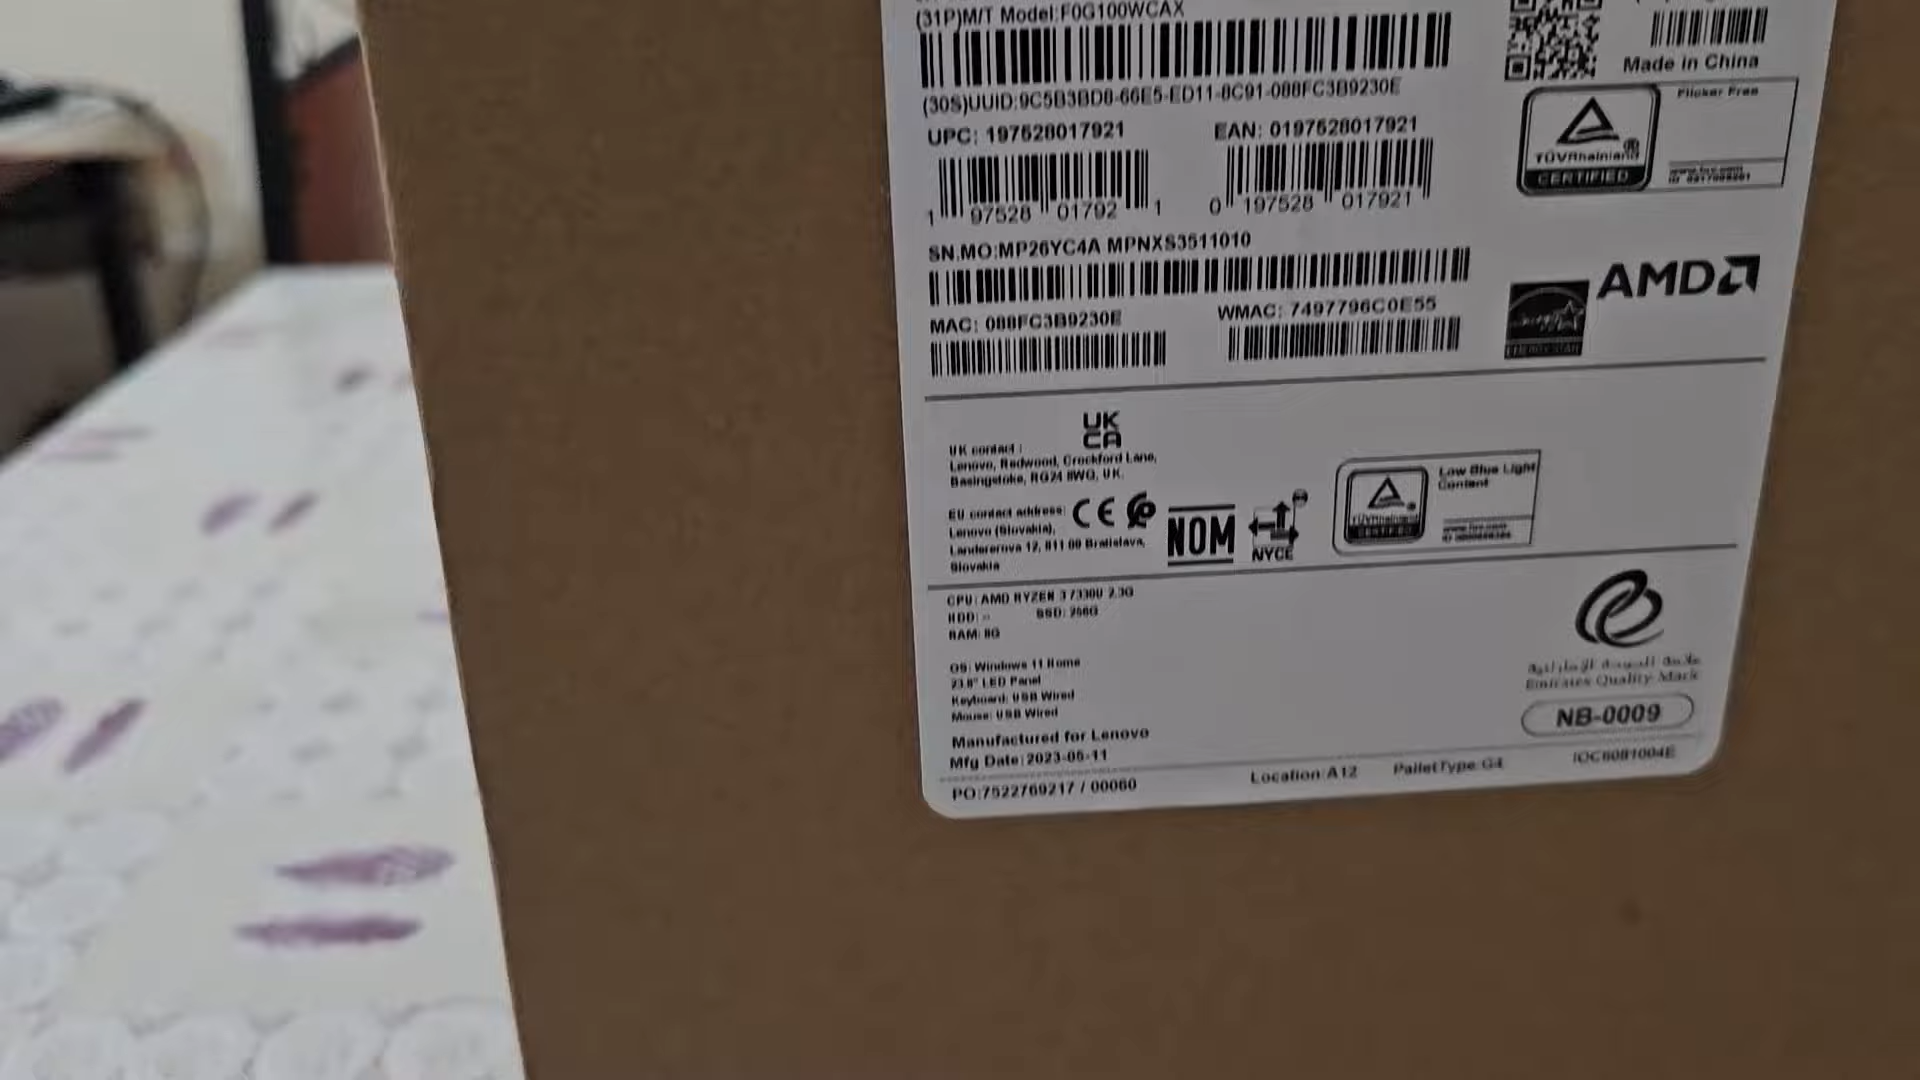 (31P)M/T Model:F0G100WCAX
Made in China
(30S)UUID:9C5B3BD8-66E5-ED11-8C91-088FC3B9230E
Flicker Free
UPC: 197528017921
EAN: 0197528017921
TÜVRheinland
CERTIFIED
1 97528 01792 1
0 197528 017921
SN.MO:MP26YC4A MPNXS3511010
AMD
MAC: 088FC3B9230E
WMAC: 7497796C0E55
ENERGY STAR
UK
CA
UK contact :
Lenovo, Redwood, Crockford Lane,
Basingstoke, RG24 8WQ, UK.
Low Blue Light
Content
TÜVRheinland
CERTIFIED
EU contact address:
Lenovo (Slovakia),
Landererova 12, 811 09 Bratislava,
Slovakia
CE
NOM
NYCE
CPU: AMD RYZEN 3 7330U 2.3G
HDD: --
SSD: 256G
RAM: 8G
OS: Windows 11 Home
23.8" LED Panel
Keyboard: USB Wired
Mouse: USB Wired
علامة الجودة الإماراتية
Emirates Quality Mark
NB-0009
Manufactured for Lenovo
Mfg Date:2023-05-11
PO:7522769217 / 00060
Location:A12
PalletType:G4